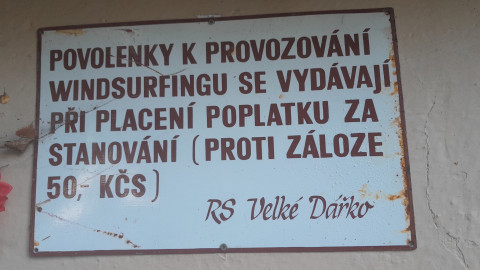 POVOLENKY K PROVOZOVÁNÍ
WINDSURFINGU SE VYDÁVAJÍ
PŘI PLACENÍ POPLATKU ZA
STANOVÁNÍ (PROTI ZÁLOZE
50,- KČS)
RS Velké Dářko